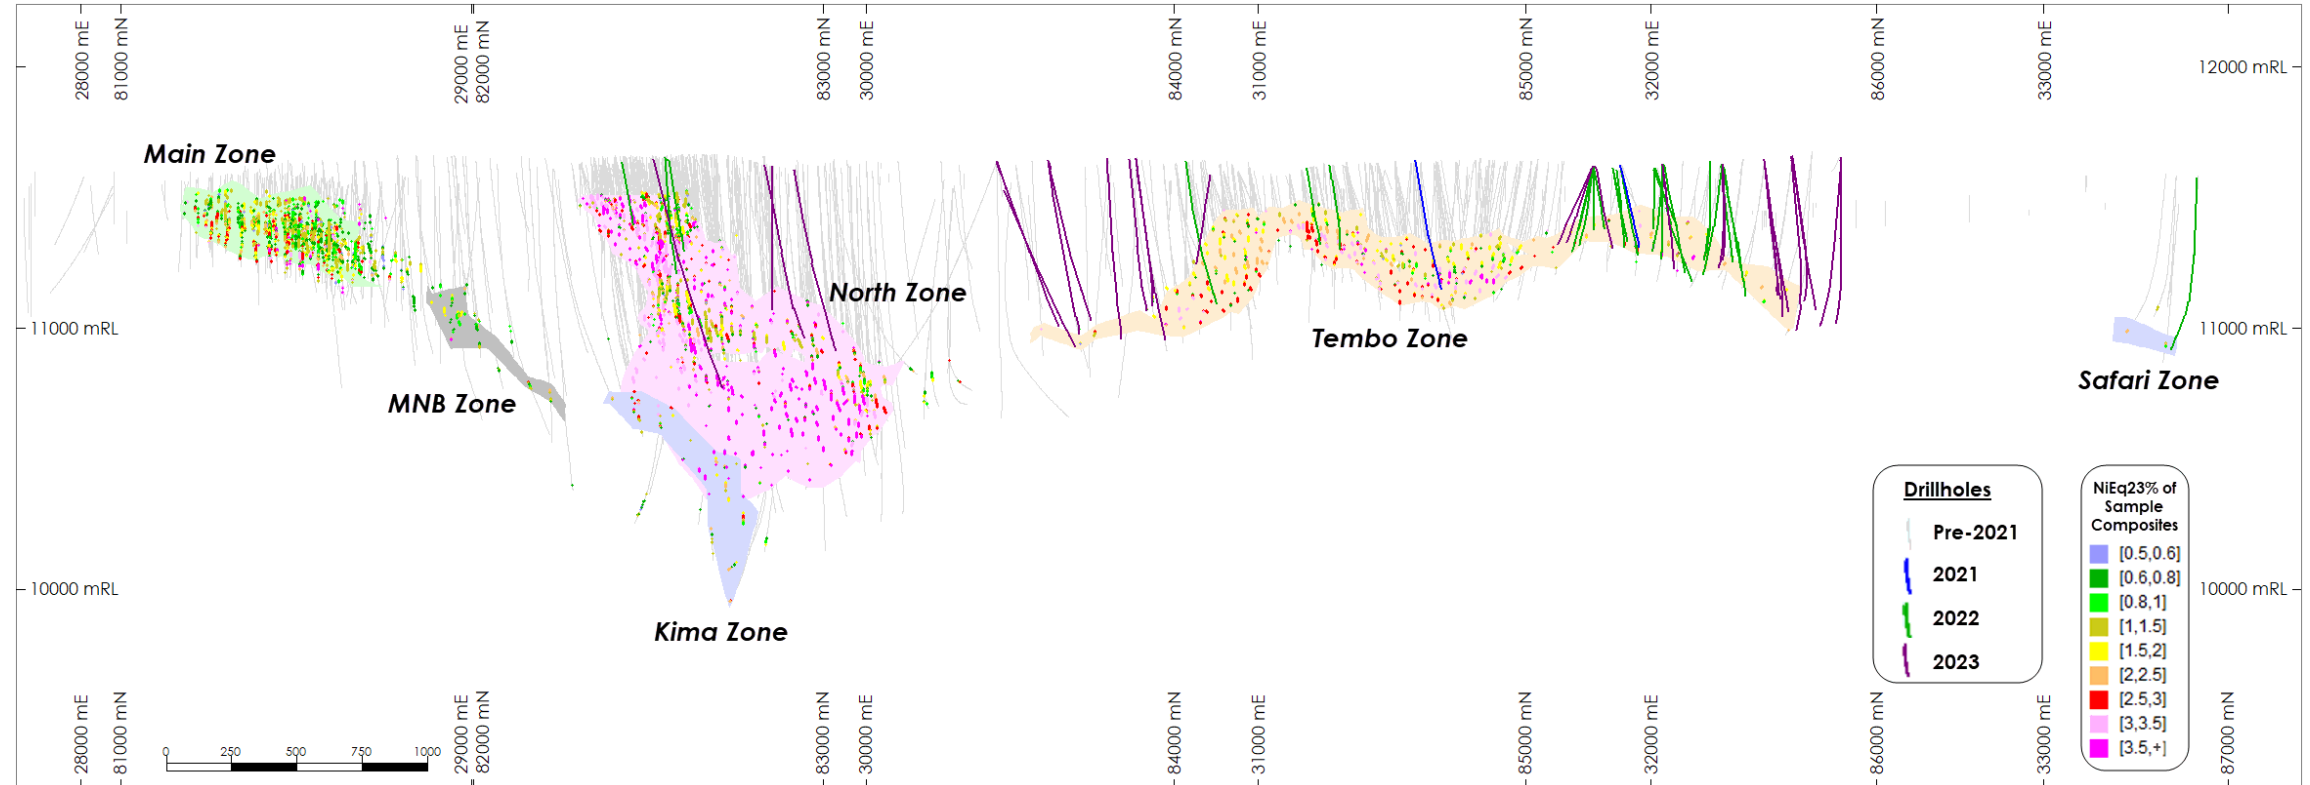 28000 mE
81000 mN
29000 mE
82000 mN
83000 mN
30000 mE
84000 mN
31000 mE
85000 mN
32000 mE
86000 mN
33000 mE
12000 mRL
Main Zone
North Zone
11000 mRL
Tembo Zone
11000 mRL
MNB Zone
Safari Zone
Drillholes
Pre-2021
2021
2022
2023
NiEq23% of
Sample
Composites
[0.5,0.6]
[0.6,0.8]
[0.8,1]
[1,1.5]
[1.5,2]
[2,2.5]
[2.5,3]
[3,3.5]
[3.5,+]
10000 mRL
10000 mRL
Kima Zone
0 250 500 750 1000
28000 mE
81000 mN
29000 mE
82000 mN
83000 mN
30000 mE
84000 mN
31000 mE
85000 mN
32000 mE
86000 mN
33000 mE
87000 mN